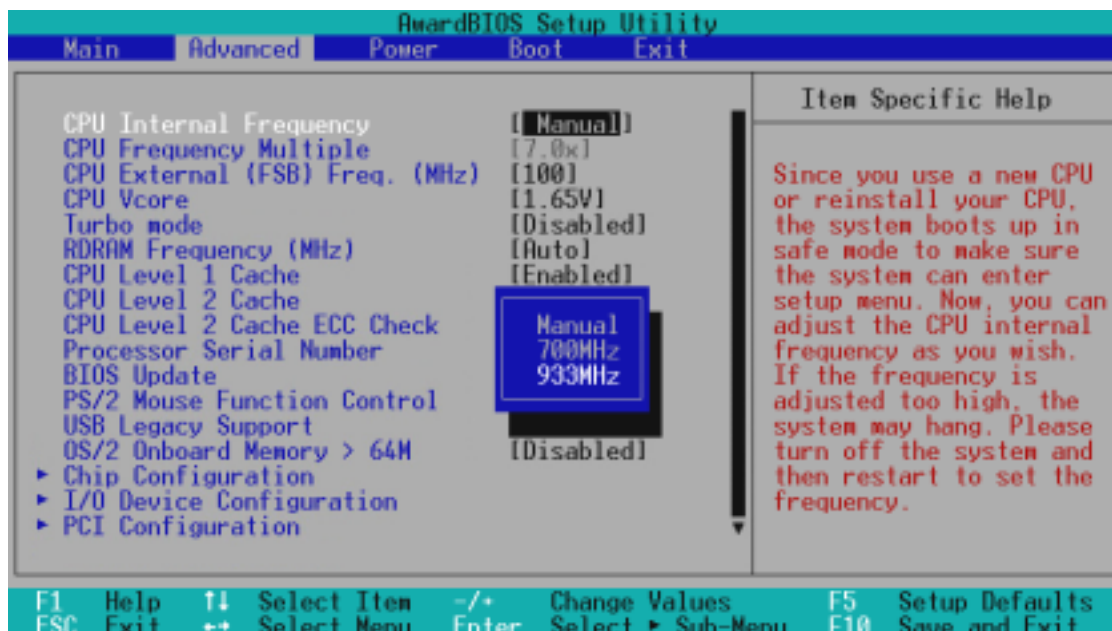 AwardBIOS Setup Utility
Main Advanced Power Boot Exit
Item Specific Help
CPU Internal Frequency [ Manual]
CPU Frequency Multiple [7.0x]
CPU External (FSB) Freq. (MHz) [100]
CPU Vcore [1.65V]
Turbo mode [Disabled]
RDRAM Frequency (MHz) [Auto]
CPU Level 1 Cache [Enabled]
CPU Level 2 Cache
CPU Level 2 Cache ECC Check
Processor Serial Number
BIOS Update
PS/2 Mouse Function Control
USB Legacy Support
OS/2 Onboard Memory > 64M [Disabled]
► Chip Configuration
► I/O Device Configuration
► PCI Configuration
Manual
700MHz
933MHz
Since you use a new CPU
or reinstall your CPU,
the system boots up in
safe mode to make sure
the system can enter
setup menu. Now, you can
adjust the CPU internal
frequency as you wish.
If the frequency is
adjusted too high, the
system may hang. Please
turn off the system and
then restart to set the
frequency.
F1 Help ↑↓ Select Item -/+ Change Values F5 Setup Defaults
ESC Exit ←→ Select Menu Enter Select ► Sub-Menu F10 Save and Exit